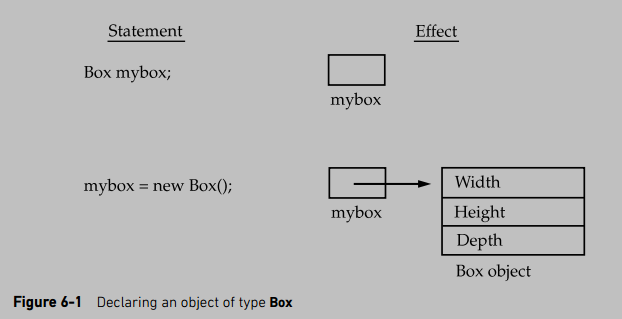 Statement Effect
Box mybox;
mybox
mybox = new Box();
Width
mybox
Height
Depth
Box object
Figure 6-1 Declaring an object of type Box